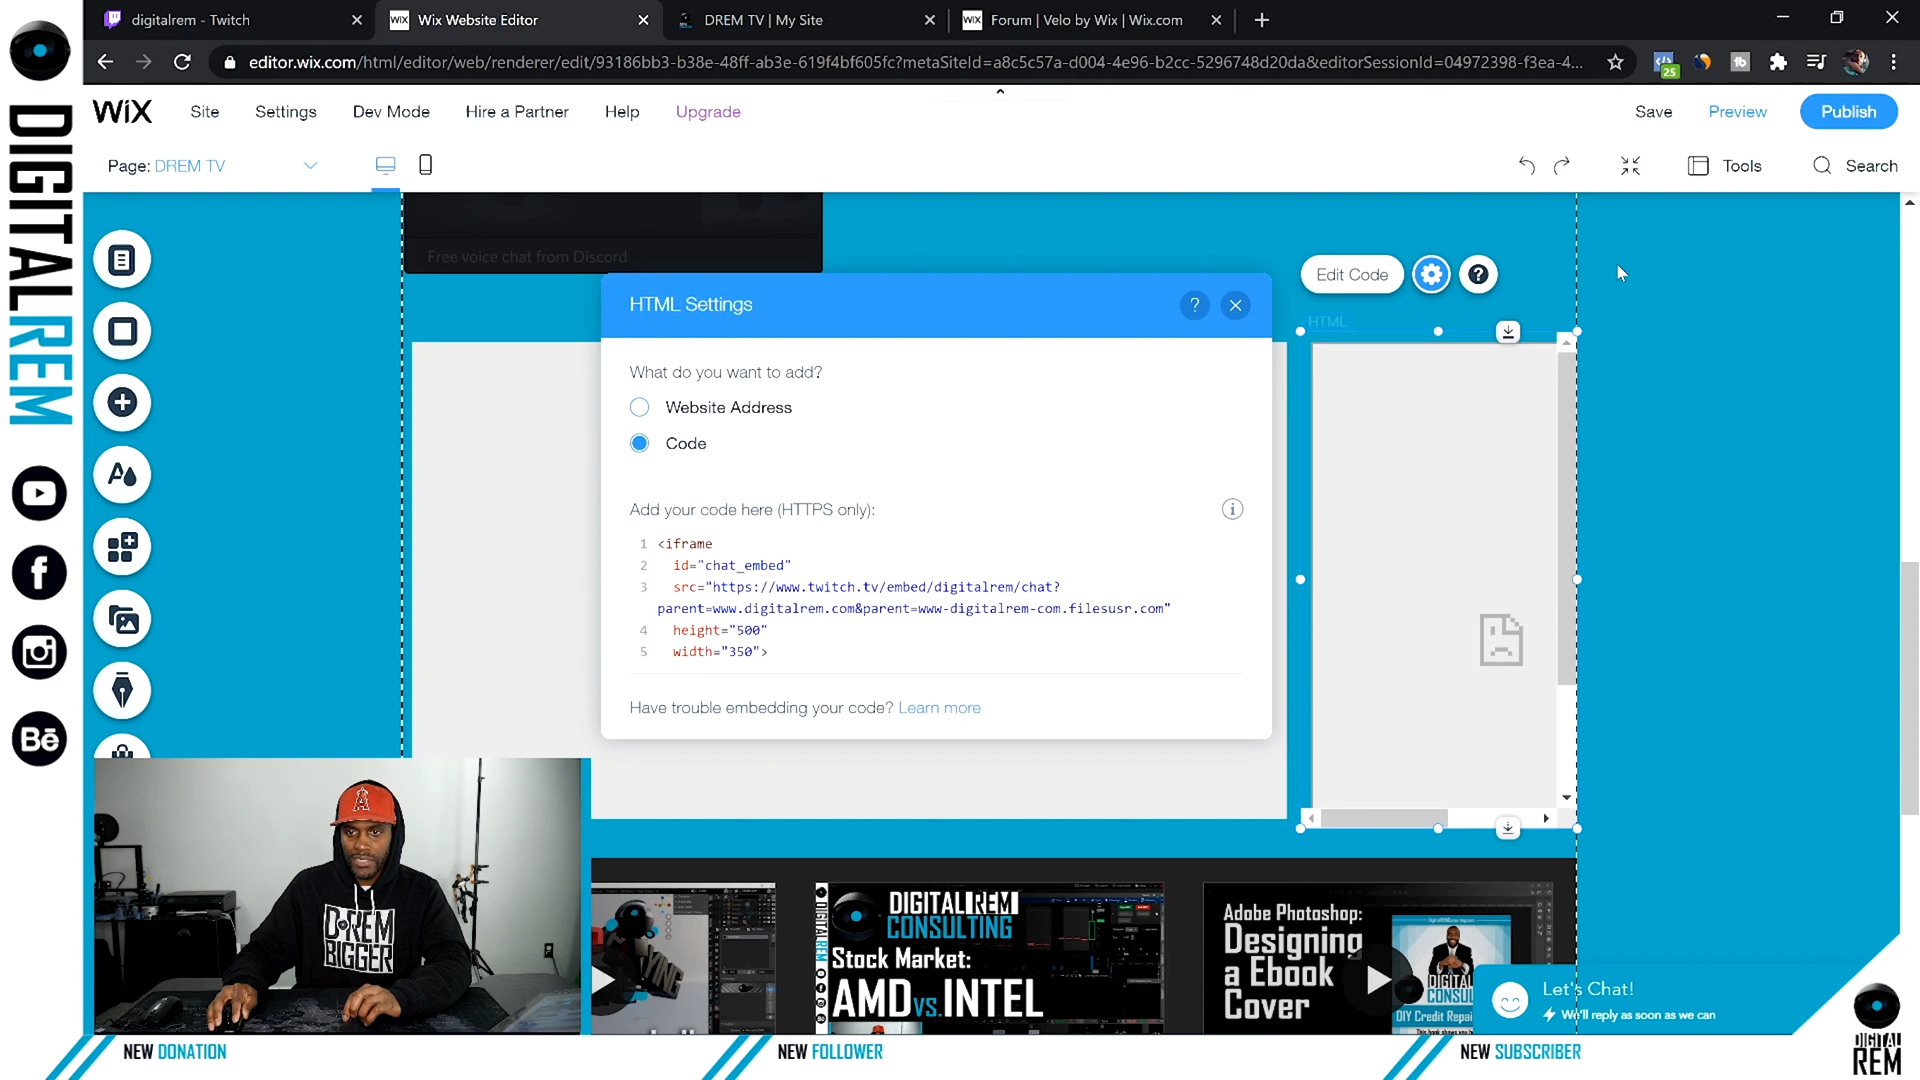 digitalrem - Twitch
WIX Wix Website Editor
DREM TV | My Site
WIX Forum | Velo by Wix | Wix.com
editor.wix.com/html/editor/web/renderer/edit/93186bb3-b38e-48ff-ab3e-619f4bf605fc?metaSiteId=a8c5c57a-d004-4e96-b2cc-5296748d20da&editorSessionId=04972398-f3ea-4...
25
WiX Site Settings Dev Mode Hire a Partner Help Upgrade Save Preview Publish
Page: DREM TV
Tools Search
DIGITALREM
Bē
Free voice chat from Discord
Edit Code
?
HTML
HTML Settings
?
What do you want to add?
Website Address
Code
Add your code here (HTTPS only):
1 <iframe
2 id="chat_embed"
3 src="https://www.twitch.tv/embed/digitalrem/chat?
parent=www.digitalrem.com&parent=www-digitalrem-com.filesusr.com"
4 height="500"
5 width="350">
Have trouble embedding your code? Learn more
A
D-REM
BIGGER
DIGITALREM
CONSULTING
Stock Market:
AMD vs. INTEL
Adobe Photoshop:
Designing
a Ebook
Cover
DIY Credit Repai
Let's Chat!
We'll reply as soon as we can
NEW DONATION
NEW FOLLOWER
NEW SUBSCRIBER
DIGITAL
REM